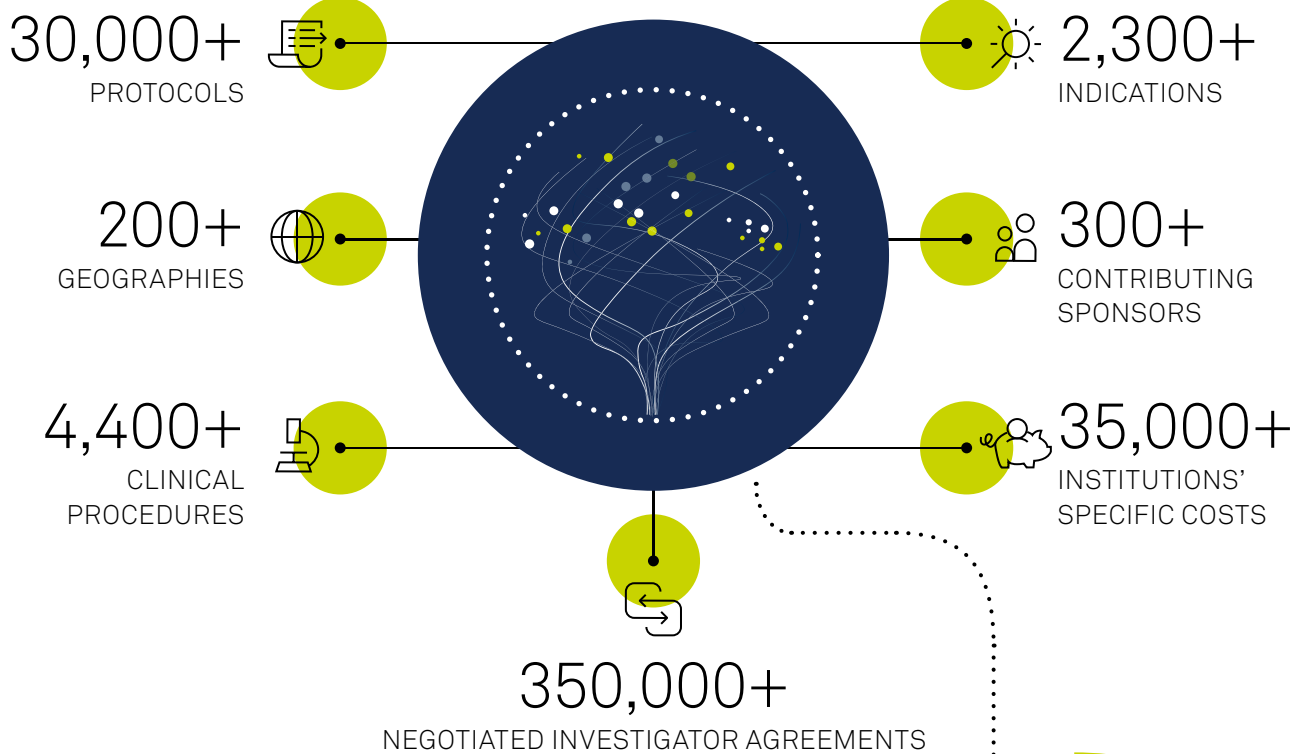 30,000+
PROTOCOLS
2,300+
INDICATIONS
200+
GEOGRAPHIES
300+
CONTRIBUTING
SPONSORS
4,400+
CLINICAL
PROCEDURES
35,000+
INSTITUTIONS’
SPECIFIC COSTS
350,000+
NEGOTIATED INVESTIGATOR AGREEMENTS